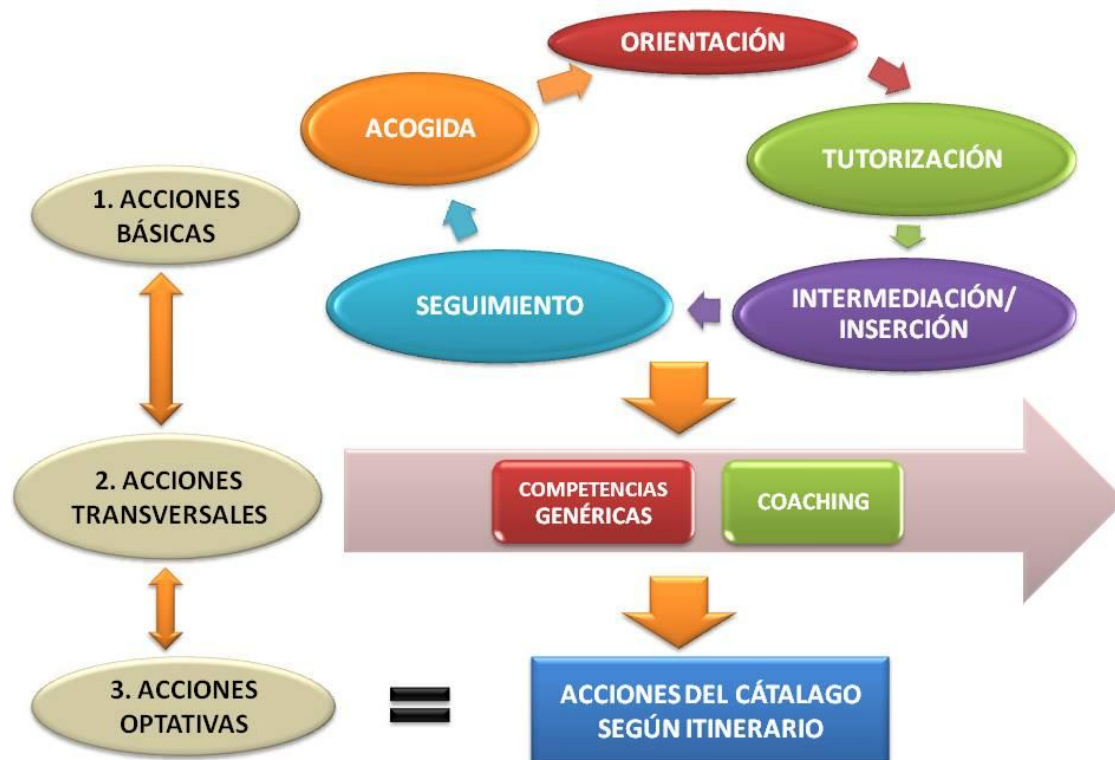 ORIENTACIÓN
ACOGIDA
TUTORIZACIÓN
1. ACCIONES
BÁSICAS
SEGUIMIENTO
INTERMEDIACIÓN/
INSERCIÓN
2. ACCIONES
TRANSVERSALES
COMPETENCIAS
GENÉRICAS
COACHING
3. ACCIONES
OPTATIVAS
ACCIONES DEL CÁTALAGO
SEGÚN ITINERARIO